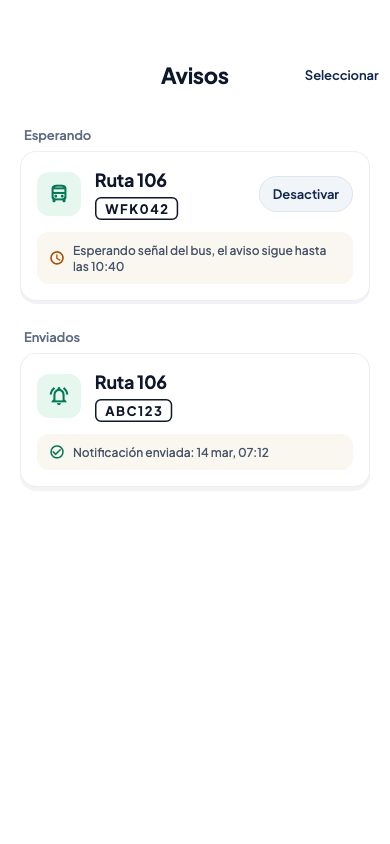 Avisos
Seleccionar
Esperando
Ruta 106
WFK042
Desactivar
Esperando señal del bus, el aviso sigue hasta
las 10:40
Enviados
Ruta 106
ABC123
Notificación enviada: 14 mar, 07:12